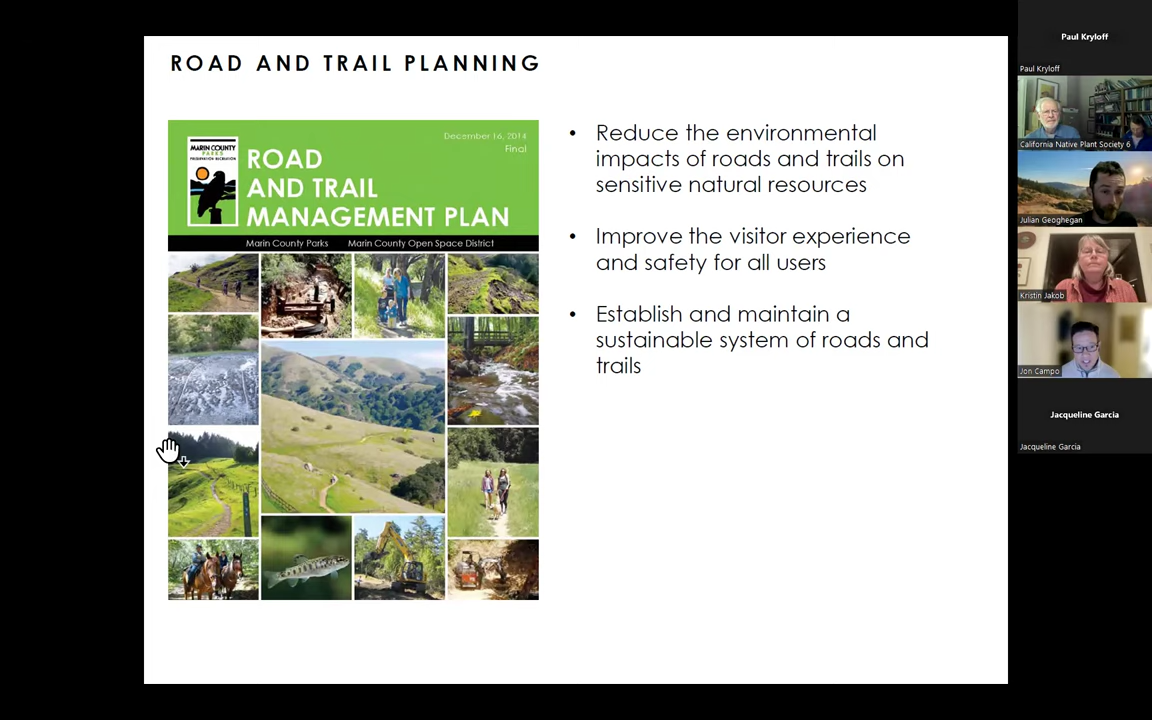 ROAD AND TRAIL PLANNING
December 16, 2014
Final
MARIN COUNTY
PARKS
PRESERVATION RECREATION
ROAD
AND TRAIL
MANAGEMENT PLAN
Marin County Parks Marin County Open Space District
• Reduce the environmental
impacts of roads and trails on
sensitive natural resources
• Improve the visitor experience
and safety for all users
• Establish and maintain a
sustainable system of roads and
trails
Paul Kryloff
Paul Kryloff
California Native Plant Society 6
Julian Geoghegan
Kristin Jakob
Jon Campo
Jacqueline Garcia
Jacqueline Garcia